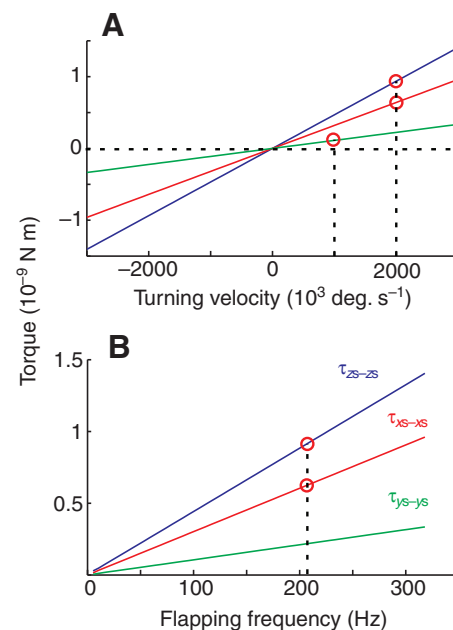 A
1
0
−1
−2000
0
2000
Turning velocity (10³ deg. s⁻¹)
Torque (10⁻⁹ N m)
B
1.5
1
0.5
τzs–zs
τxs–xs
τys–ys
0
100
200
300
Flapping frequency (Hz)